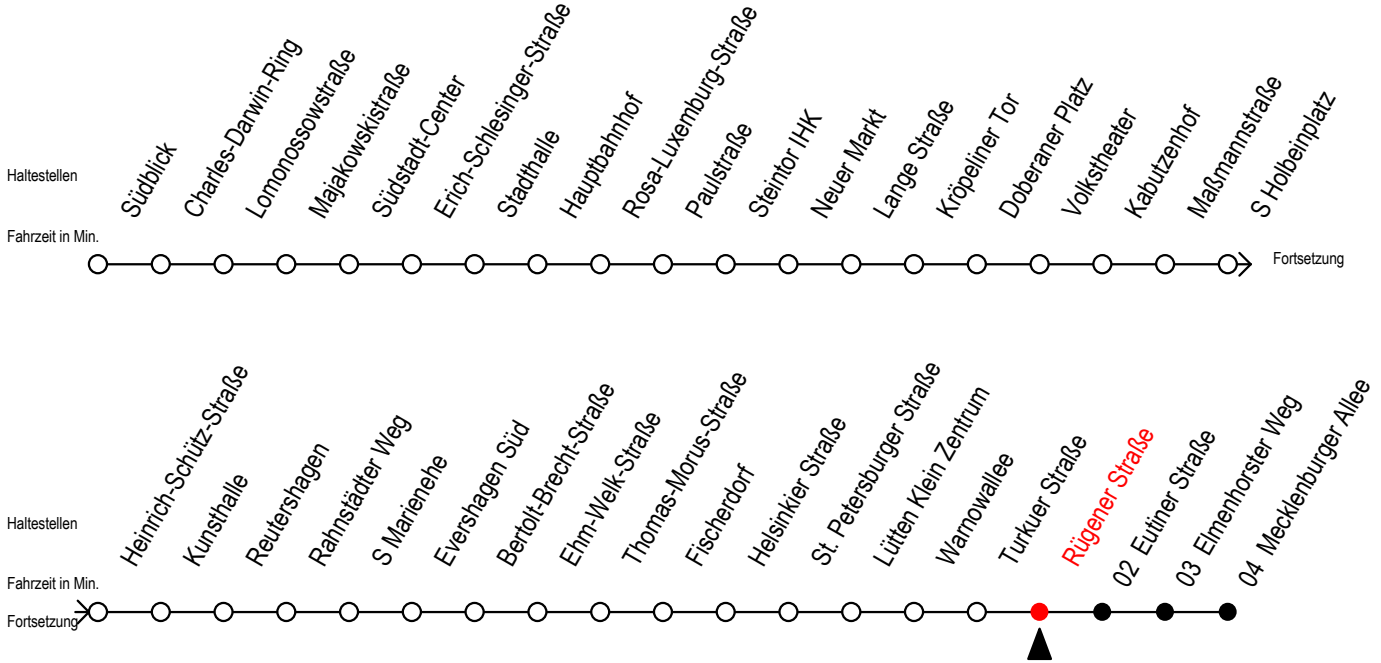 Haltestellen
Südblick
Charles-Darwin-Ring
Lomonossowstraße
Majakowskistraße
Südstadt-Center
Erich-Schlesinger-Straße
Stadthalle
Hauptbahnhof
Rosa-Luxemburg-Straße
Paulstraße
Steintor IHK
Neuer Markt
Lange Straße
Kröpeliner Tor
Doberaner Platz
Volkstheater
Kabutzenhof
Maßmannstraße
S Holbeinplatz
Fahrzeit in Min.
Fortsetzung
Haltestellen
Heinrich-Schütz-Straße
Kunsthalle
Reutershagen
Rahnstädter Weg
S Marienehe
Evershagen Süd
Bertolt-Brecht-Straße
Ehm-Welk-Straße
Thomas-Morus-Straße
Fischerdorf
Helsinkier Straße
St. Petersburger Straße
Lütten Klein Zentrum
Warnowallee
Turkuer Straße
Rügener Straße
02 Eutiner Straße
03 Elmenhorster Weg
04 Mecklenburger Allee
Fahrzeit in Min.
Fortsetzung